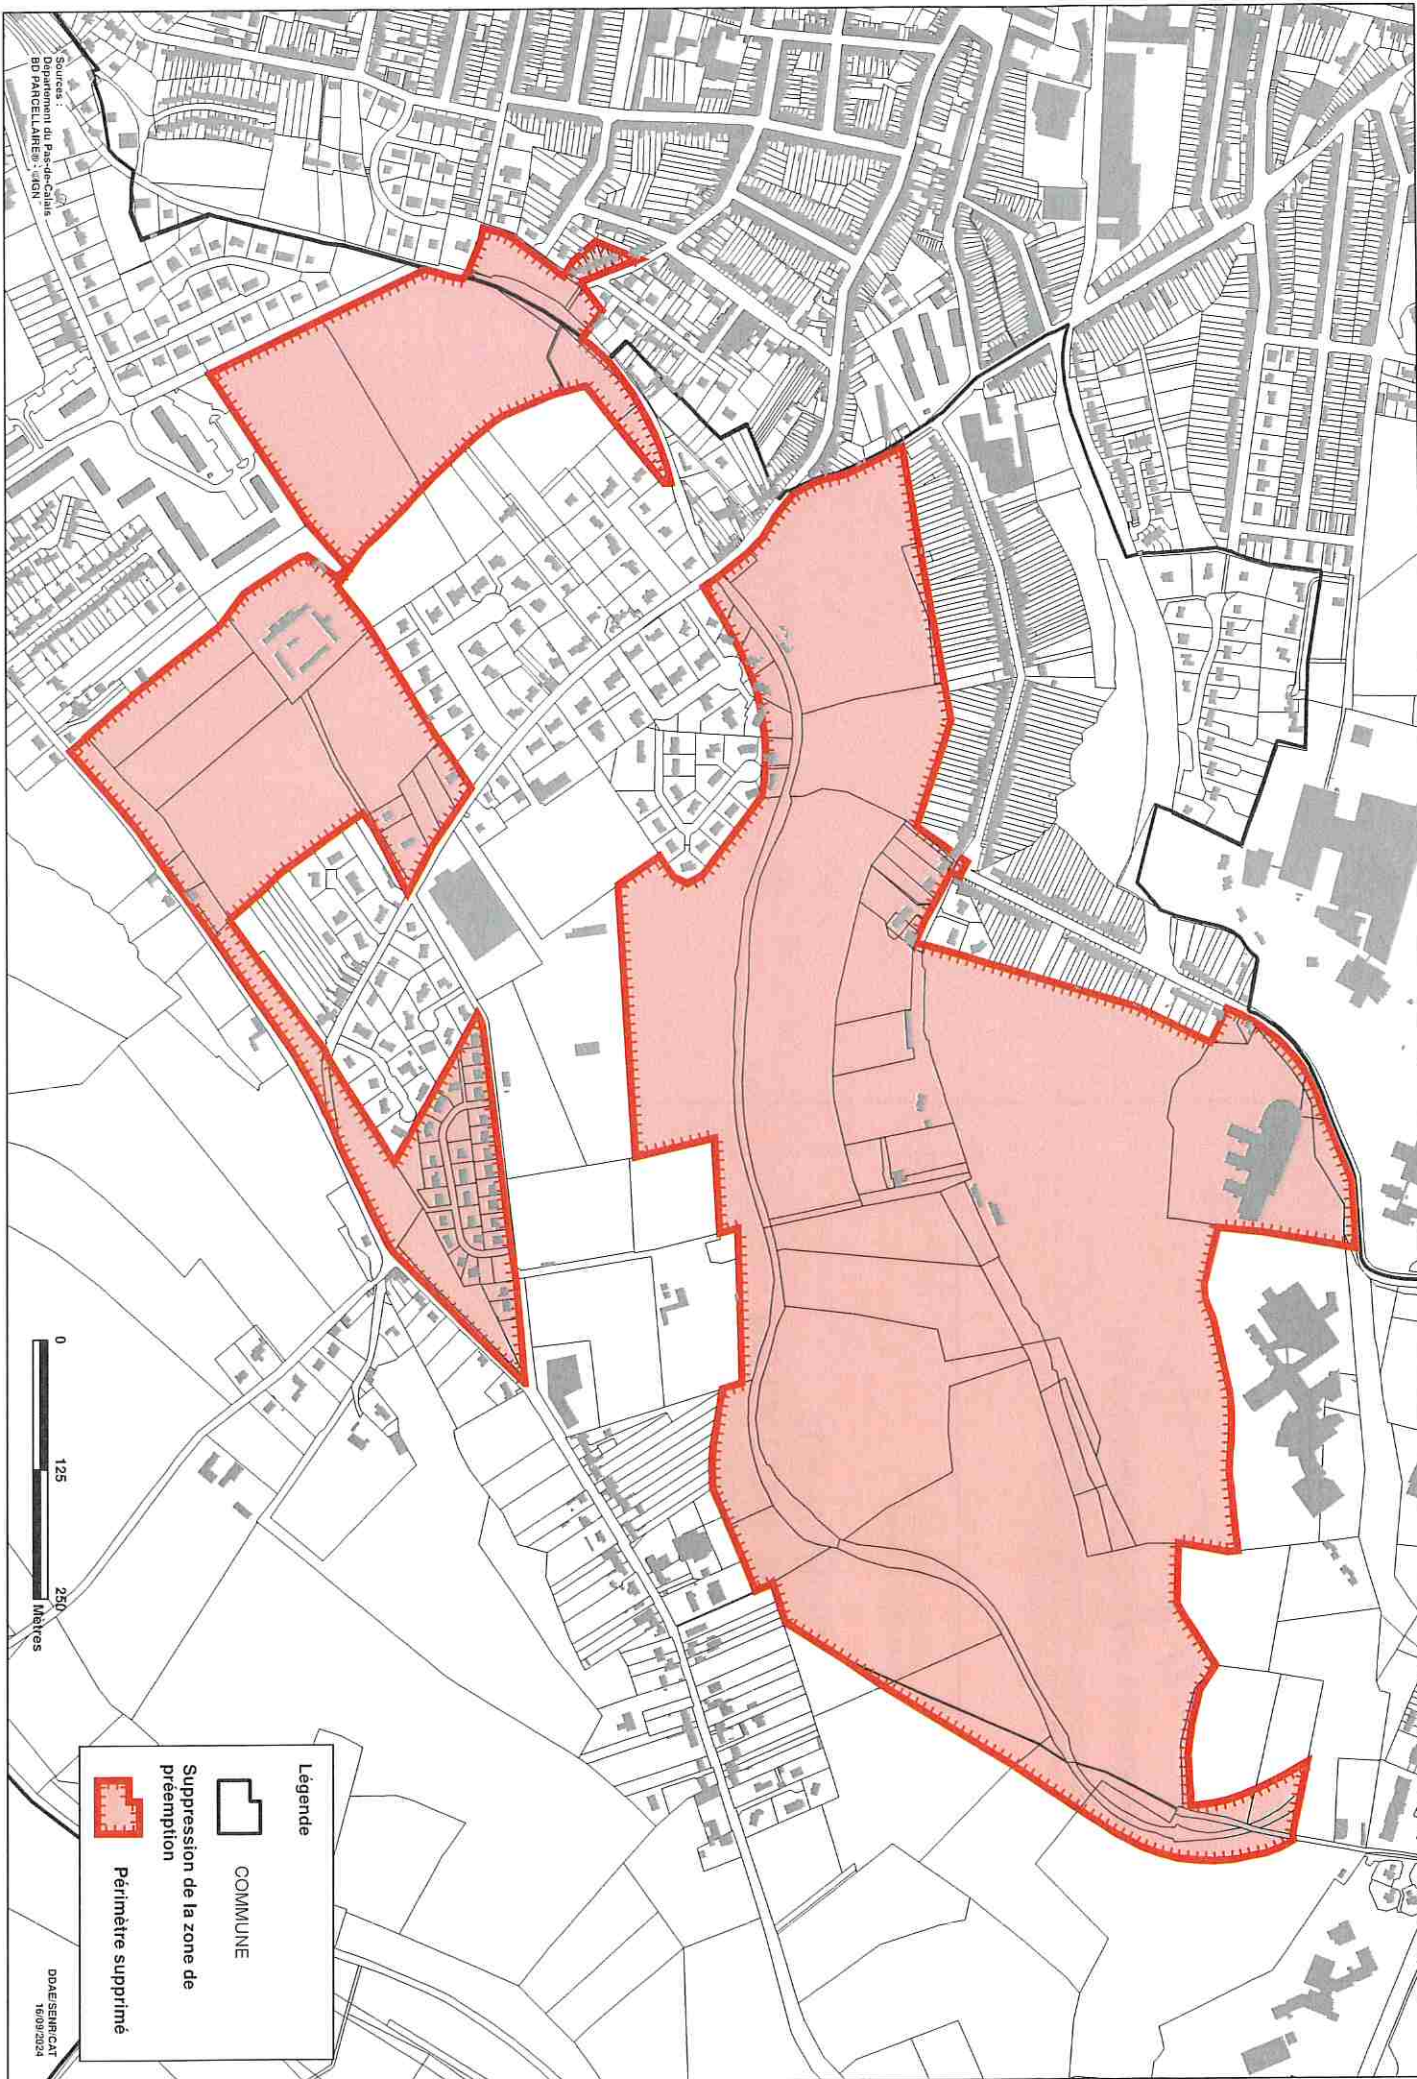 Sources :
Département du Pas-de-Calais
BD PARCELLAIRE® - ©IGN
0
125
250
Mètres
Légende
COMMUNE
Suppression de la zone de
préemption
Périmètre supprimé
DDAE/SENR/CAT
16/09/2024